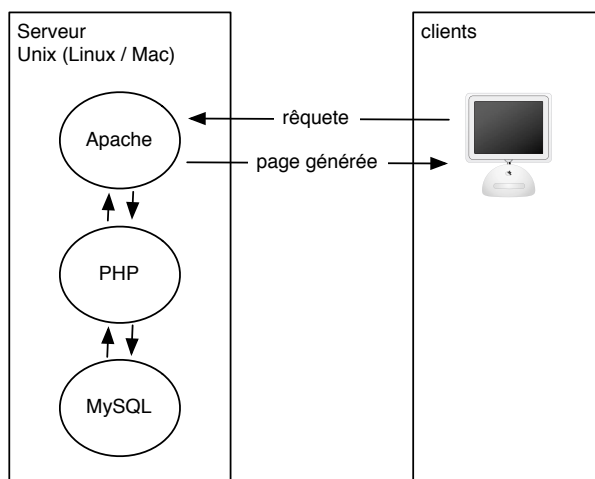 Serveur
Unix (Linux / Mac)
clients
rêquete
Apache
page générée
PHP
MySQL